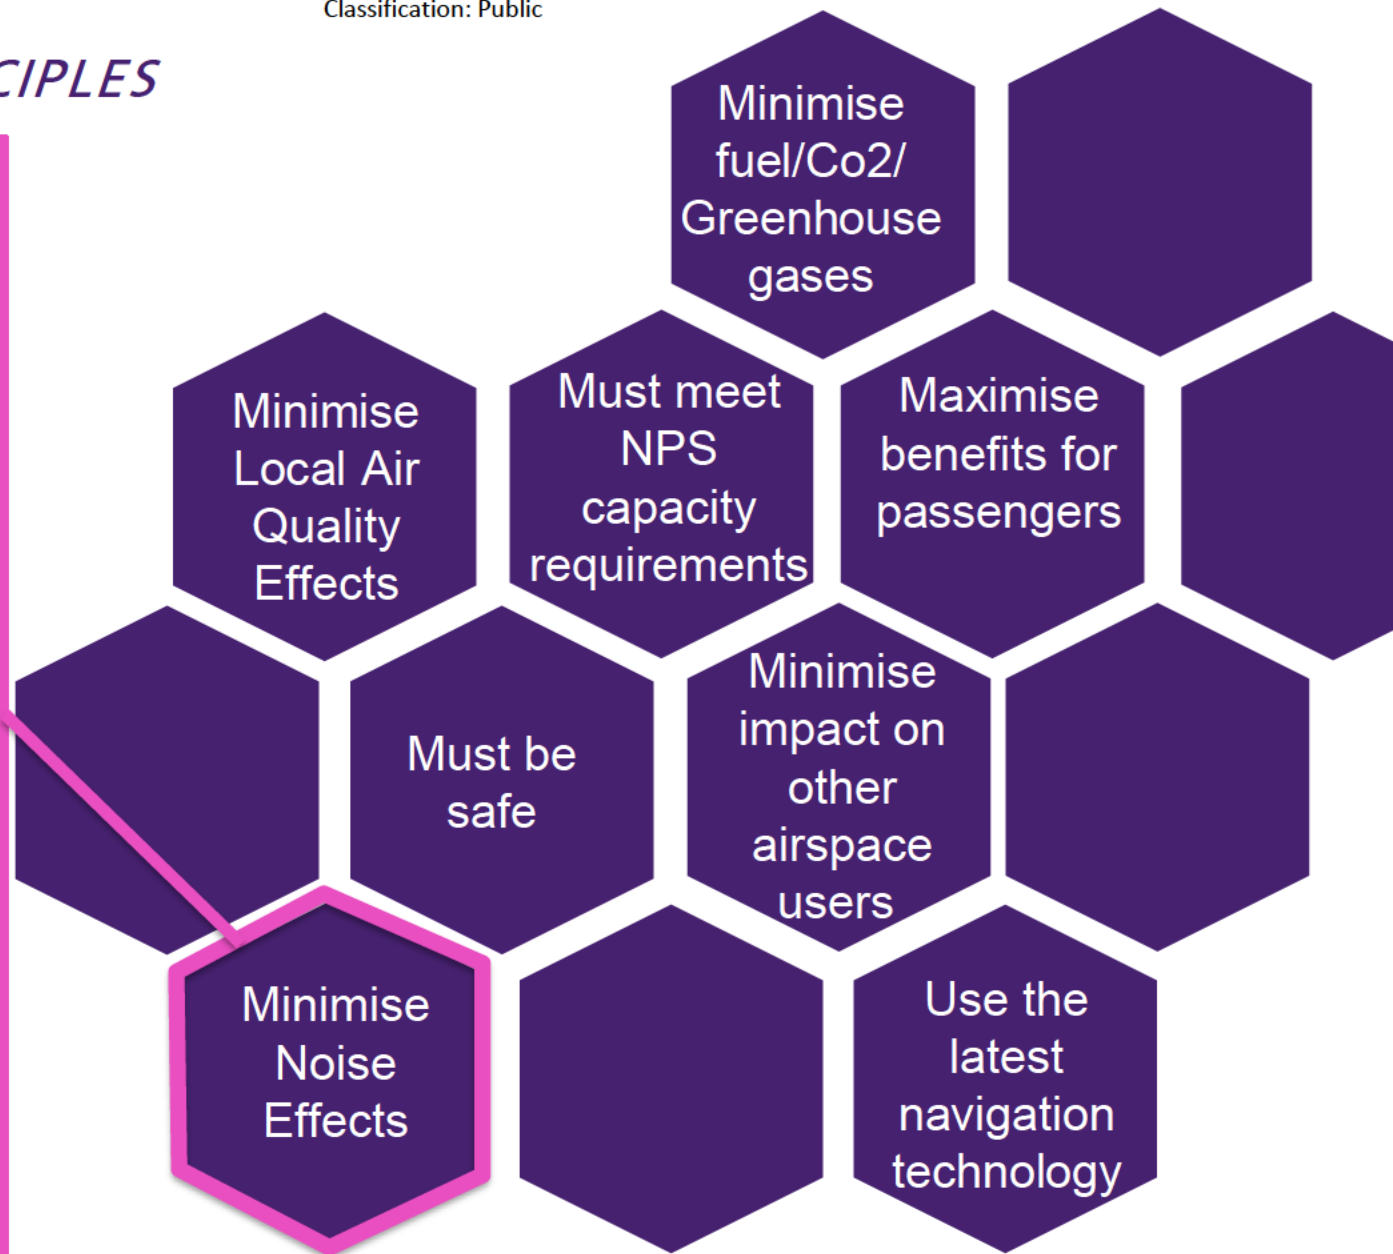 Classification: Public
CIPLES
Minimise
fuel/Co2/
Greenhouse
gases
Minimise
Local Air
Quality
Effects
Must meet
NPS
capacity
requirements
Maximise
benefits for
passengers
Must be
safe
Minimise
impact on
other
airspace
users
Minimise
Noise
Effects
Use the
latest
navigation
technology